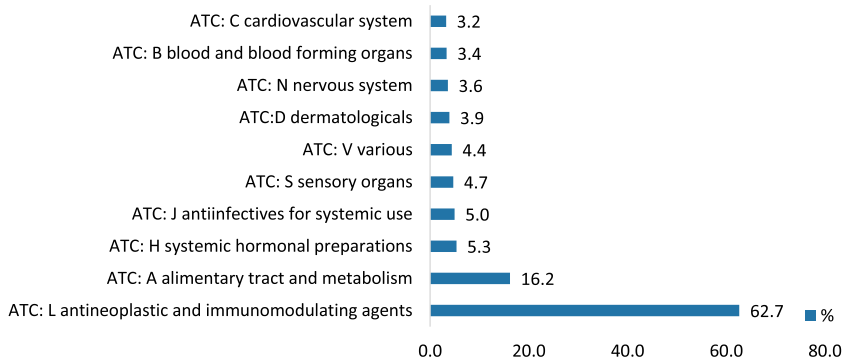 ATC: C cardiovascular system 3.2
ATC: B blood and blood forming organs 3.4
ATC: N nervous system 3.6
ATC:D dermatologicals 3.9
ATC: V various 4.4
ATC: S sensory organs 4.7
ATC: J antiinfectives for systemic use 5.0
ATC: H systemic hormonal preparations 5.3
ATC: A alimentary tract and metabolism 16.2
ATC: L antineoplastic and immunomodulating agents 62.7 %
0.0 20.0 40.0 60.0 80.0